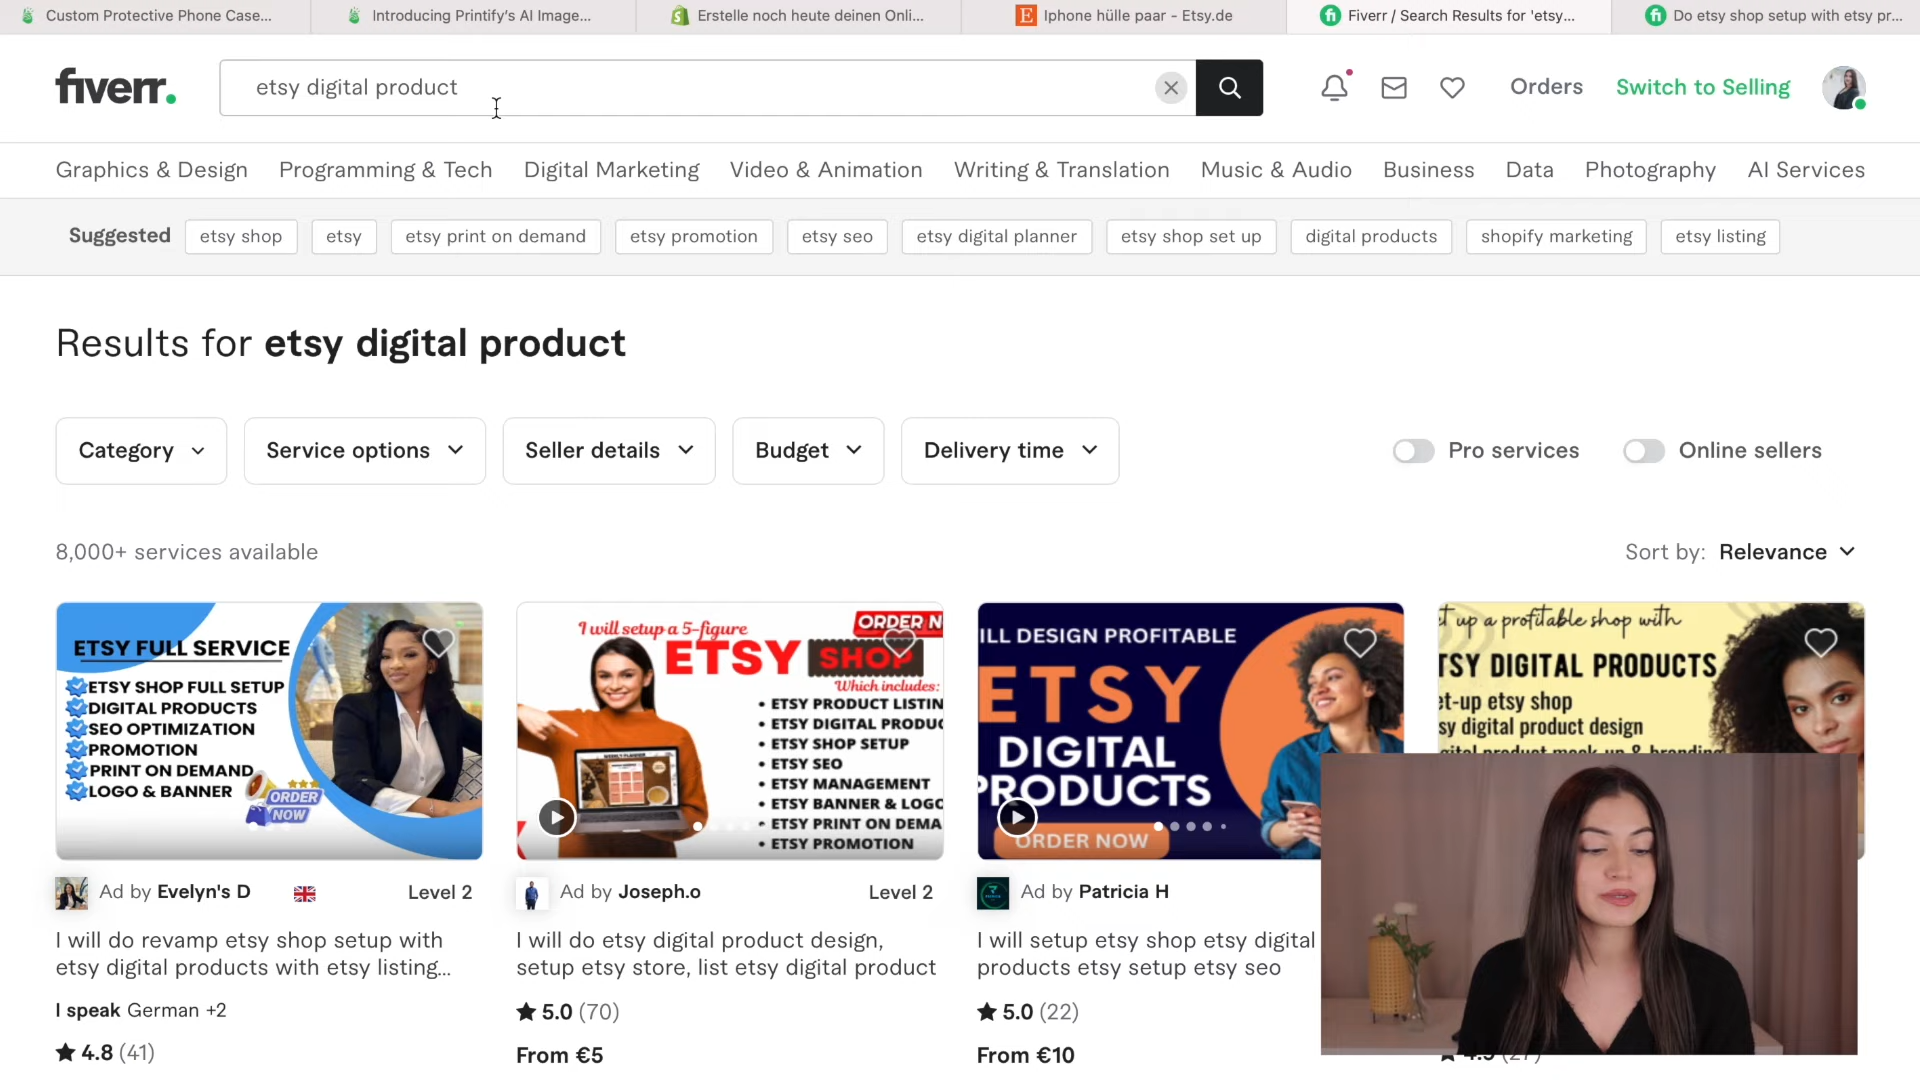 Custom Protective Phone Case...
Introducing Printify's AI Image...
Erstelle noch heute deinen Onli...
Iphone hülle paar - Etsy.de
Fiverr / Search Results for 'etsy...
Do etsy shop setup with etsy pr...
fiverr.
etsy digital product
Orders
Switch to Selling
Graphics & Design
Programming & Tech
Digital Marketing
Video & Animation
Writing & Translation
Music & Audio
Business
Data
Photography
AI Services
Suggested
etsy shop
etsy
etsy print on demand
etsy promotion
etsy seo
etsy digital planner
etsy shop set up
digital products
shopify marketing
etsy listing
Results for etsy digital product
Category
Service options
Seller details
Budget
Delivery time
Pro services
Online sellers
8,000+ services available
Sort by: Relevance
ETSY FULL SERVICE
ETSY SHOP FULL SETUP
DIGITAL PRODUCTS
SEO OPTIMIZATION
PROMOTION
PRINT ON DEMAND
LOGO & BANNER
ORDER
NOW
I will setup a 5-figure
ORDER N
ETSY SHOP
Which includes:
• ETSY PRODUCT LISTIN
• ETSY DIGITAL PRODUC
• ETSY SHOP SETUP
• ETSY SEO
• ETSY MANAGEMENT
• ETSY BANNER & LOGO
• ETSY PRINT ON DEMA
• ETSY PROMOTION
ILL DESIGN PROFITABLE
ETSY
DIGITAL
PRODUCTS
ORDER NOW
t up a profitable shop with
TSY DIGITAL PRODUCTS
et-up etsy shop
sy digital product design
gital product mock-up & branding
Ad by Evelyn's D
Level 2
I will do revamp etsy shop setup with
etsy digital products with etsy listing...
I speak German +2
4.8 (41)
Ad by Joseph.o
Level 2
I will do etsy digital product design,
setup etsy store, list etsy digital product
5.0 (70)
From €5
Ad by Patricia H
I will setup etsy shop etsy digital
products etsy setup etsy seo
5.0 (22)
From €10